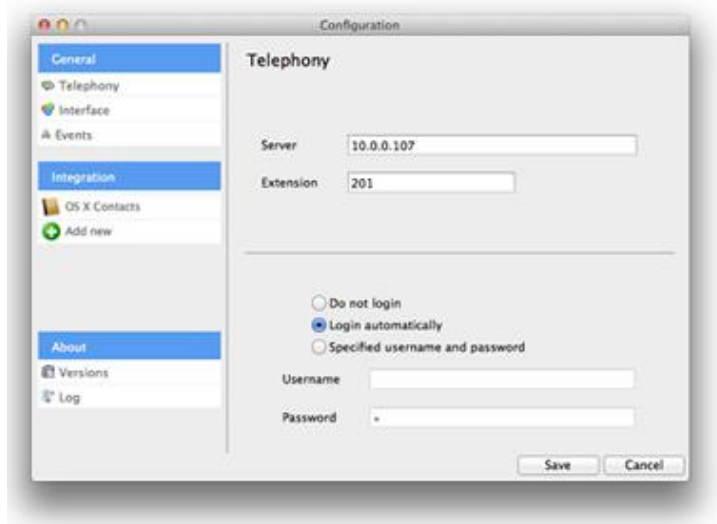 Configuration
General
Telephony
Interface
Events
Integration
OS X Contacts
Add new
About
Versions
Log
Telephony
Server 10.0.0.107
Extension 201
Do not login
Login automatically
Specified username and password
Username
Password
Save Cancel